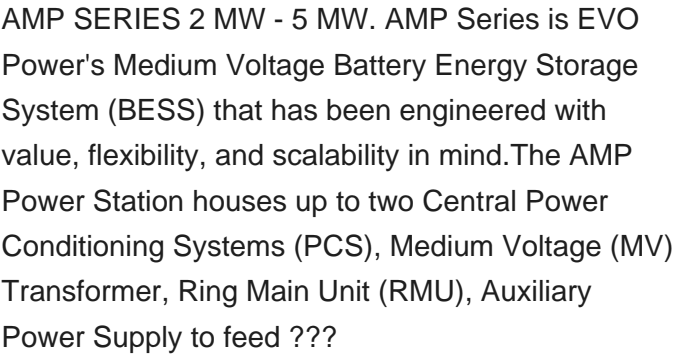 AMP SERIES 2 MW - 5 MW. AMP Series is EVO
Power's Medium Voltage Battery Energy Storage
System (BESS) that has been engineered with
value, flexibility, and scalability in mind.The AMP
Power Station houses up to two Central Power
Conditioning Systems (PCS), Medium Voltage (MV)
Transformer, Ring Main Unit (RMU), Auxiliary
Power Supply to feed ???